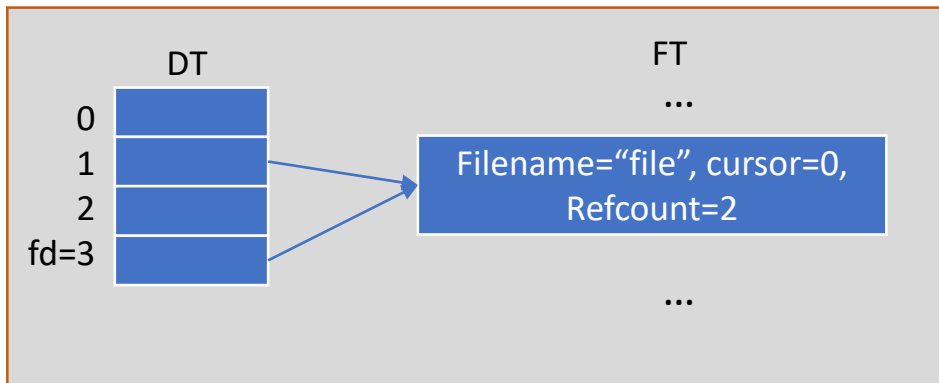 DT
FT
...
0
1
2
fd=3
Filename=“file”, cursor=0,
Refcount=2
...